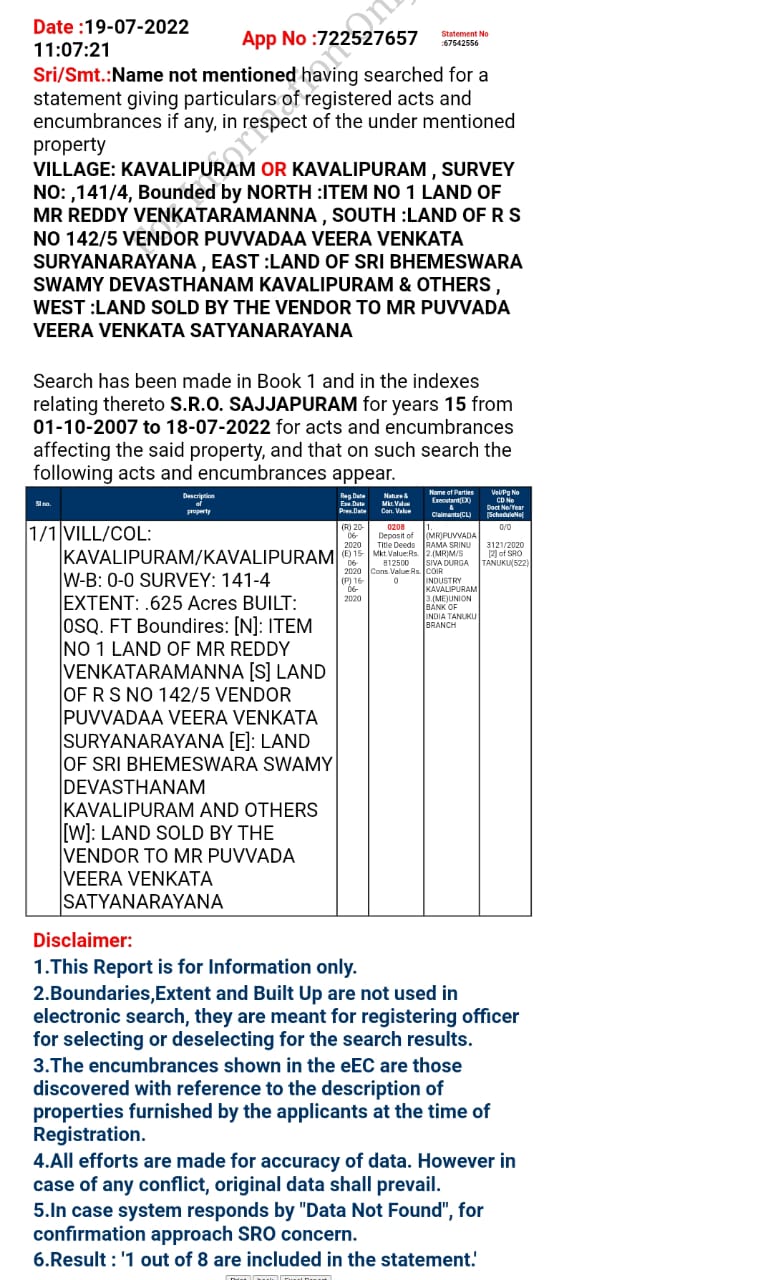 Date :19-07-2022
11:07:21
App No :722527657
Statement No
:67542556
Sri/Smt.:Name not mentioned having searched for a
statement giving particulars of registered acts and
encumbrances if any, in respect of the under mentioned
property
VILLAGE: KAVALIPURAM OR KAVALIPURAM , SURVEY
NO: ,141/4, Bounded by NORTH :ITEM NO 1 LAND OF
MR REDDY VENKATARAMANNA , SOUTH :LAND OF R S
NO 142/5 VENDOR PUVVADAA VEERA VENKATA
SURYANARAYANA , EAST :LAND OF SRI BHEMESWARA
SWAMY DEVASTHANAM KAVALIPURAM & OTHERS ,
WEST :LAND SOLD BY THE VENDOR TO MR PUVVADA
VEERA VENKATA SATYANARAYANA
For Information Only
Search has been made in Book 1 and in the indexes
relating thereto S.R.O. SAJJAPURAM for years 15 from
01-10-2007 to 18-07-2022 for acts and encumbrances
affecting the said property, and that on such search the
following acts and encumbrances appear.
Sl no.
Description
of
property
Reg.Date
Exe.Date
Pres.Date
Nature &
Mkt.Value
Con. Value
Name of Parties
Executant(EX)
&
Claimants(CL)
Vol/Pg No
CD No
Doct No/Year
[ScheduleNo]
1/1
VILL/COL:
KAVALIPURAM/KAVALIPURAM
W-B: 0-0 SURVEY: 141-4
EXTENT: .625 Acres BUILT:
0SQ. FT Boundires: [N]: ITEM
NO 1 LAND OF MR REDDY
VENKATARAMANNA [S] LAND
OF R S NO 142/5 VENDOR
PUVVADAA VEERA VENKATA
SURYANARAYANA [E]: LAND
OF SRI BHEMESWARA SWAMY
DEVASTHANAM
KAVALIPURAM AND OTHERS
[W]: LAND SOLD BY THE
VENDOR TO MR PUVVADA
VEERA VENKATA
SATYANARAYANA
(R) 20-
06-
2020
(E) 15-
06-
2020
(P) 16-
06-
2020
0208
Deposit of
Title Deeds
Mkt.Value:Rs.
812500
Cons.Value:Rs.
0
1.
(MR)PUVVADA
RAMA SRINU
2.(MR)M/S
SIVA DURGA
COIR
INDUSTRY
KAVALIPURAM
3.(ME)UNION
BANK OF
INDIA TANUKU
BRANCH
0/0
3121/2020
[2] of SRO
TANUKU(522)
Disclaimer:
1.This Report is for Information only.
2.Boundaries,Extent and Built Up are not used in
electronic search, they are meant for registering officer
for selecting or deselecting for the search results.
3.The encumbrances shown in the eEC are those
discovered with reference to the description of
properties furnished by the applicants at the time of
Registration.
4.All efforts are made for accuracy of data. However in
case of any conflict, original data shall prevail.
5.In case system responds by "Data Not Found", for
confirmation approach SRO concern.
6.Result : '1 out of 8 are included in the statement.'